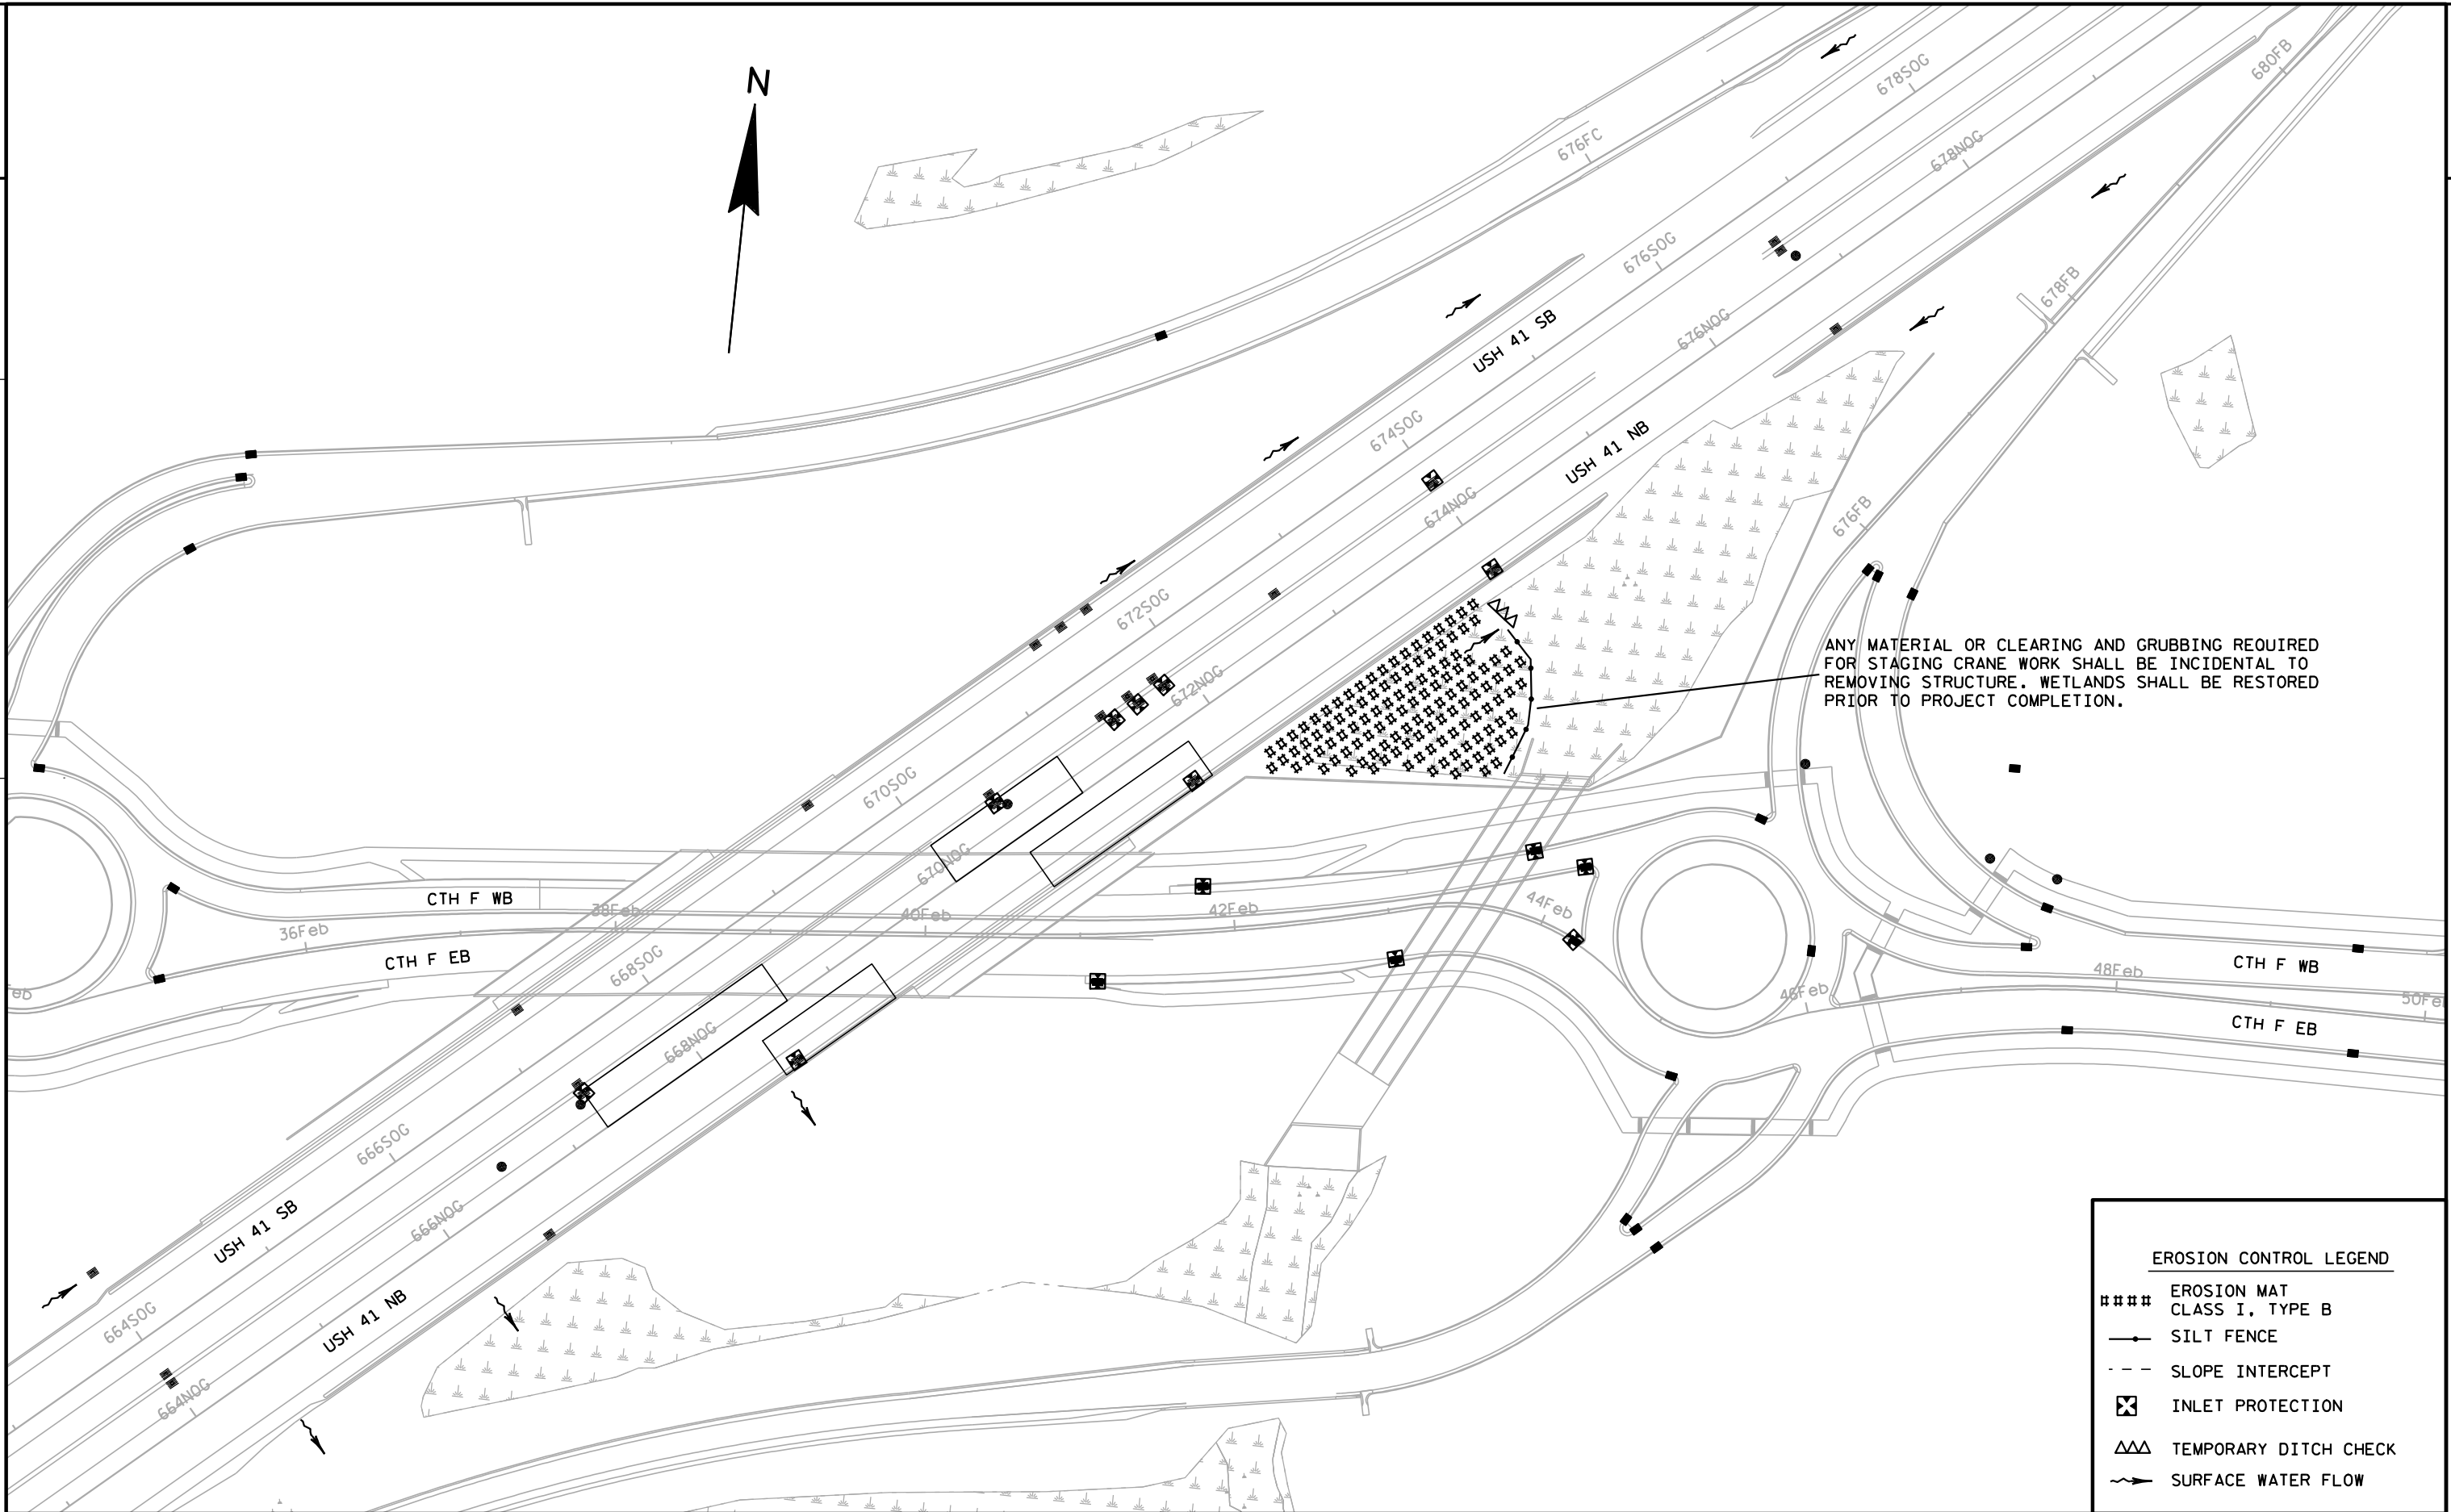 N
678SOG
680FB
676FC
678NOG
676SOG
678FB
USH 41 SB
676NOG
674SOG
USH 41 NB
674NOG
676FB
672SOG
ANY MATERIAL OR CLEARING AND GRUBBING REQUIRED
FOR STAGING CRANE WORK SHALL BE INCIDENTAL TO
REMOVING STRUCTURE. WETLANDS SHALL BE RESTORED
PRIOR TO PROJECT COMPLETION.
672NOG
670SOG
670NOG
CTH F WB
38Feb
40Feb
42Feb
44Feb
36Feb
CTH F EB
668SOG
CTH F WB
48Feb
46Feb
eb
50Fe
CTH F EB
668NOG
666SOG
666NOG
USH 41 SB
USH 41 NB
664SOG
664NOG
EROSION CONTROL LEGEND
EROSION MAT
CLASS I, TYPE B
SILT FENCE
SLOPE INTERCEPT
INLET PROTECTION
TEMPORARY DITCH CHECK
SURFACE WATER FLOW